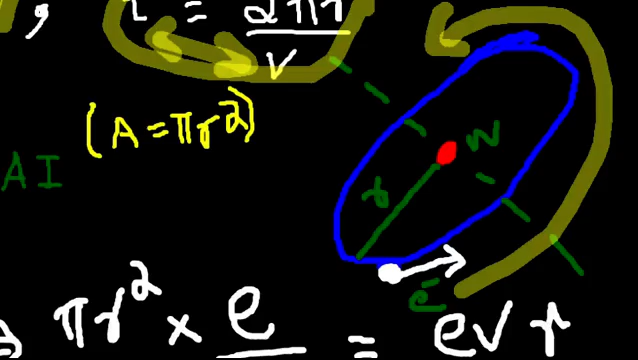 , T = 2πr
v
(A = πr²)
AI
N
r
e⁻
πr² × e = evr